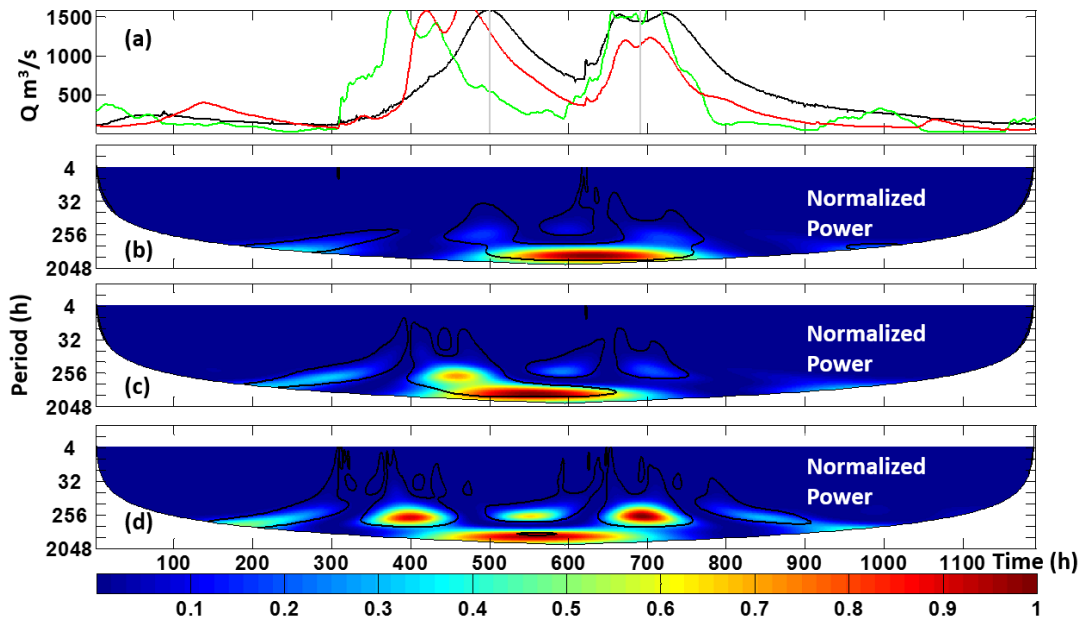 1500
1000
500
Q m³/s
(a)
4
32
256
2048
(b)
Normalized
Power
4
32
256
2048
(c)
Normalized
Power
Period (h)
4
32
256
2048
(d)
Normalized
Power
100 200 300 400 500 600 700 800 900 1000 1100 Time (h)
0.1 0.2 0.3 0.4 0.5 0.6 0.7 0.8 0.9 1